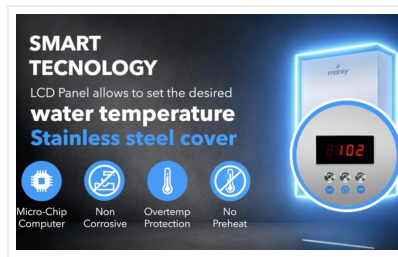 SMART
TECNOLOGY
LCD Panel allows to set the desired
water temperature
Stainless steel cover
marey
102
Micro-Chip
Computer
Non
Corrosive
Overtemp
Protection
No
Preheat